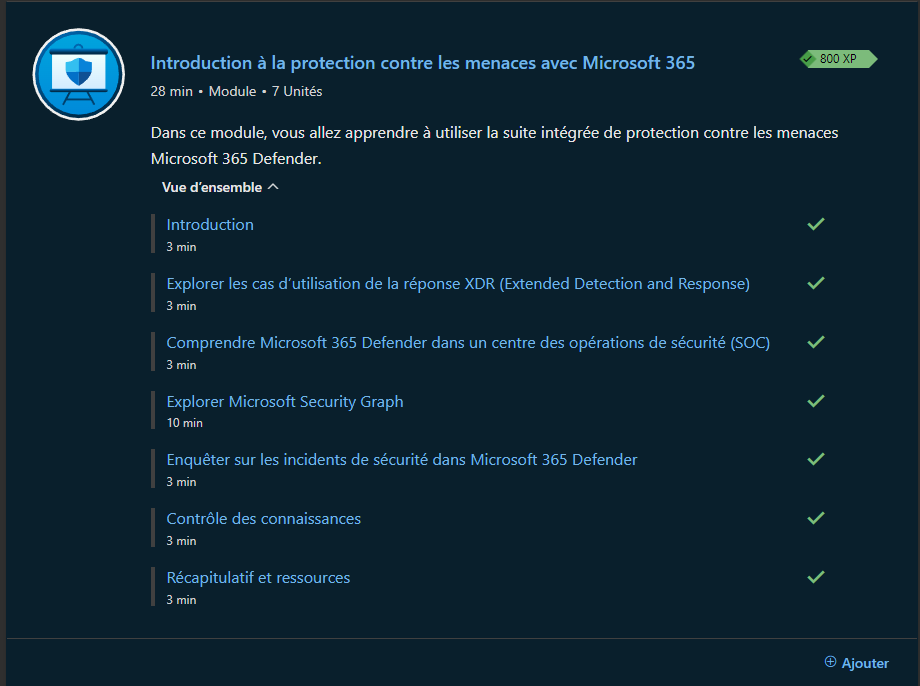 Introduction à la protection contre les menaces avec Microsoft 365
800 XP
28 min • Module • 7 Unités
Dans ce module, vous allez apprendre à utiliser la suite intégrée de protection contre les menaces
Microsoft 365 Defender.
Vue d’ensemble
Introduction
3 min
Explorer les cas d’utilisation de la réponse XDR (Extended Detection and Response)
3 min
Comprendre Microsoft 365 Defender dans un centre des opérations de sécurité (SOC)
3 min
Explorer Microsoft Security Graph
10 min
Enquêter sur les incidents de sécurité dans Microsoft 365 Defender
3 min
Contrôle des connaissances
3 min
Récapitulatif et ressources
3 min
Ajouter